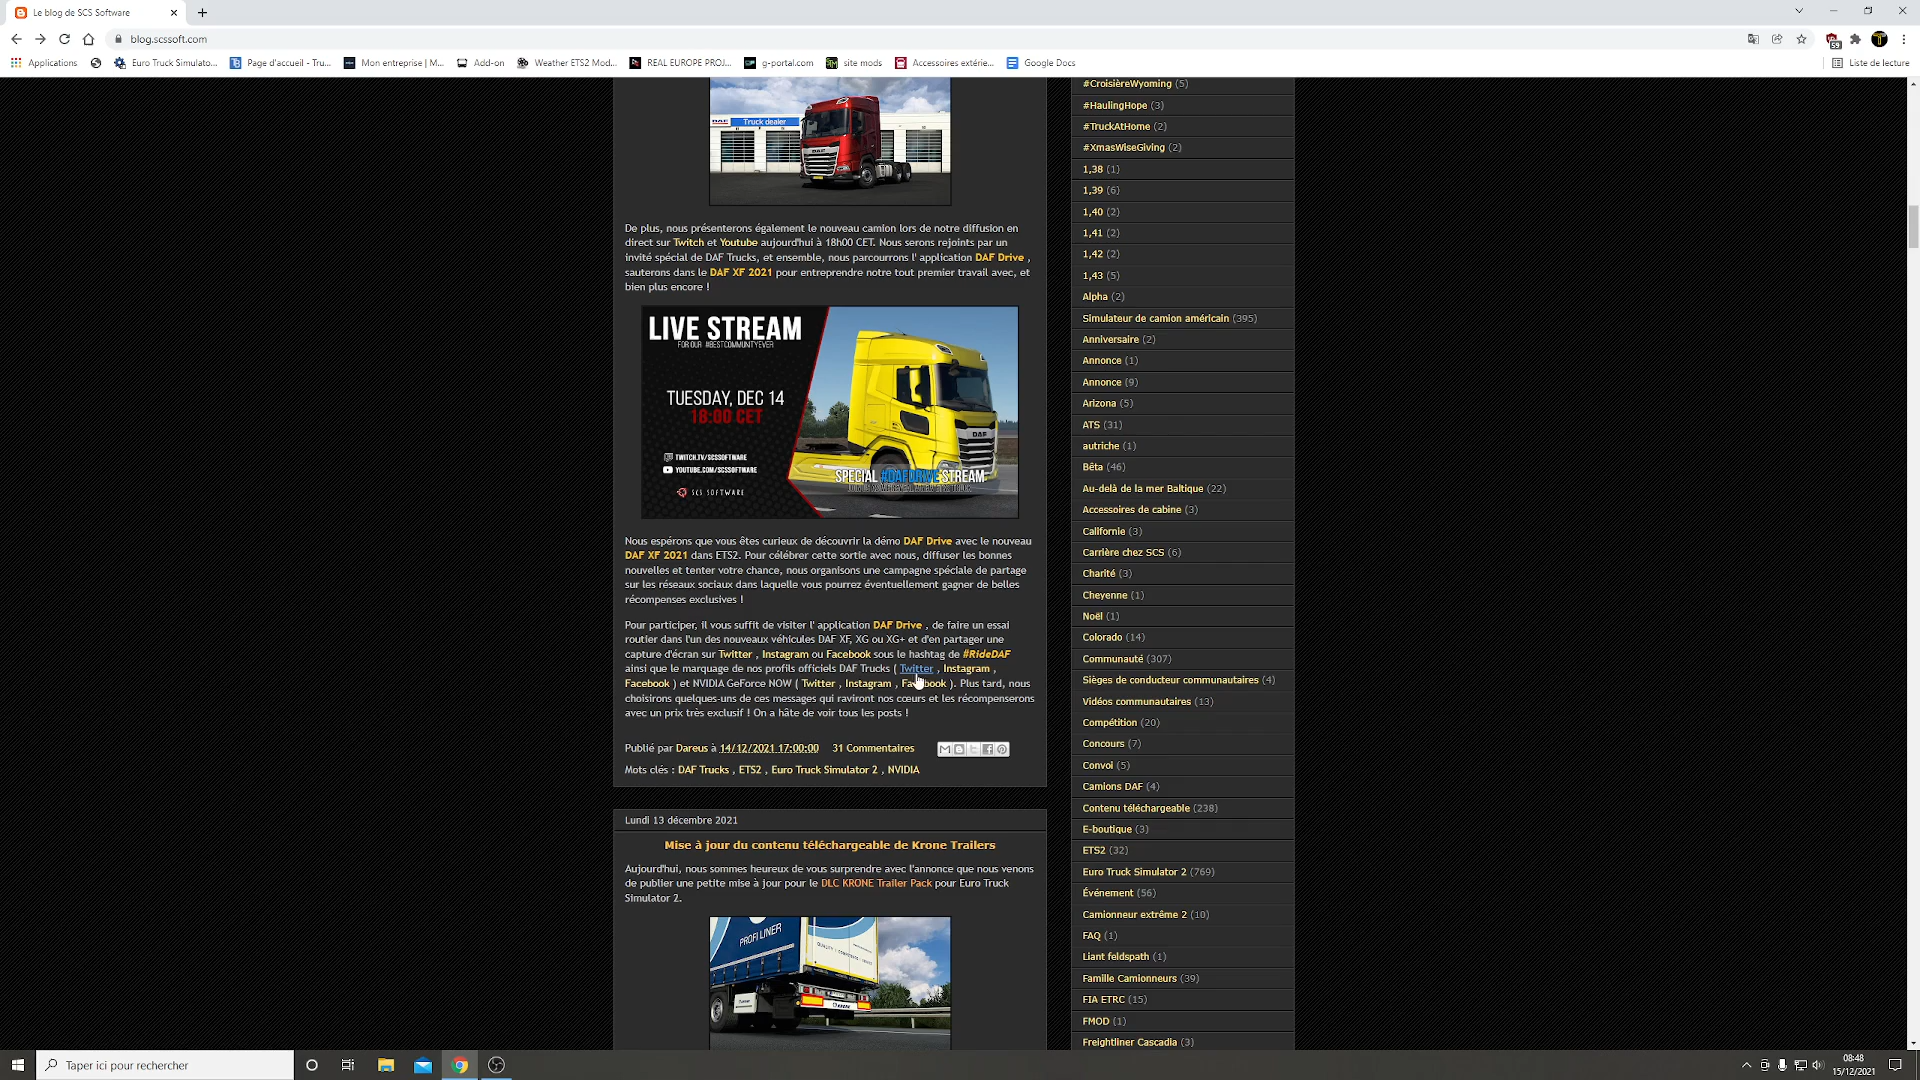 Le blog de SCS Software
blog.scssoft.com
59
Applications
Euro Truck Simulato...
Page d'accueil - Tru...
Mon entreprise | M...
Add-on
Weather ETS2 Mod...
REAL EUROPE PROJ...
g-portal.com
site mods
Accessoires extérie...
Google Docs
Liste de lecture
DAF Truck dealer
DAF
De plus, nous présenterons également le nouveau camion lors de notre diffusion en
direct sur Twitch et Youtube aujourd'hui à 18h00 CET. Nous serons rejoints par un
invité spécial de DAF Trucks, et ensemble, nous parcourrons l' application DAF Drive ,
sauterons dans le DAF XF 2021 pour entreprendre notre tout premier travail avec, et
bien plus encore !
LIVE STREAM
FOR OUR #BESTCOMMUNITYEVER
TUESDAY, DEC 14
18:00 CET
TWITCH.TV/SCSSOFTWARE
YOUTUBE.COM/SCSSOFTWARE
SCS SOFTWARE
DAF
SPECIAL #DAFDRIVE STREAM
Nous espérons que vous êtes curieux de découvrir la démo DAF Drive avec le nouveau
DAF XF 2021 dans ETS2. Pour célébrer cette sortie avec nous, diffuser les bonnes
nouvelles et tenter votre chance, nous organisons une campagne spéciale de partage
sur les réseaux sociaux dans laquelle vous pourrez éventuellement gagner de belles
récompenses exclusives !
Pour participer, il vous suffit de visiter l' application DAF Drive , de faire un essai
routier dans l'un des nouveaux véhicules DAF XF, XG ou XG+ et d'en partager une
capture d'écran sur Twitter , Instagram ou Facebook sous le hashtag de #RideDAF
ainsi que le marquage de nos profils officiels DAF Trucks ( Twitter , Instagram ,
Facebook ) et NVIDIA GeForce NOW ( Twitter , Instagram , Facebook ). Plus tard, nous
choisirons quelques-uns de ces messages qui raviront nos cœurs et les récompenserons
avec un prix très exclusif ! On a hâte de voir tous les posts !
Publié par Dareus à 14/12/2021 17:00:00 31 Commentaires
Mots clés : DAF Trucks , ETS2 , Euro Truck Simulator 2 , NVIDIA
Lundi 13 décembre 2021
Mise à jour du contenu téléchargeable de Krone Trailers
Aujourd'hui, nous sommes heureux de vous surprendre avec l'annonce que nous venons
de publier une petite mise à jour pour le DLC KRONE Trailer Pack pour Euro Truck
Simulator 2.
PROFI LINER
#CroisièreWyoming (5)
#HaulingHope (3)
#TruckAtHome (2)
#XmasWiseGiving (2)
1,38 (1)
1,39 (6)
1,40 (2)
1,41 (2)
1,42 (2)
1,43 (5)
Alpha (2)
Simulateur de camion américain (395)
Anniversaire (2)
Annonce (1)
Annonce (9)
Arizona (5)
ATS (31)
autriche (1)
Bêta (46)
Au-delà de la mer Baltique (22)
Accessoires de cabine (3)
Californie (3)
Carrière chez SCS (6)
Charité (3)
Cheyenne (1)
Noël (1)
Colorado (14)
Communauté (307)
Sièges de conducteur communautaires (4)
Vidéos communautaires (13)
Compétition (20)
Concours (7)
Convoi (5)
Camions DAF (4)
Contenu téléchargeable (238)
E-boutique (3)
ETS2 (32)
Euro Truck Simulator 2 (769)
Événement (56)
Camionneur extrême 2 (10)
FAQ (1)
Liant feldspath (1)
Famille Camionneurs (39)
FIA ETRC (15)
FMOD (1)
Freightliner Cascadia (3)
Taper ici pour rechercher
08:48
15/12/2021